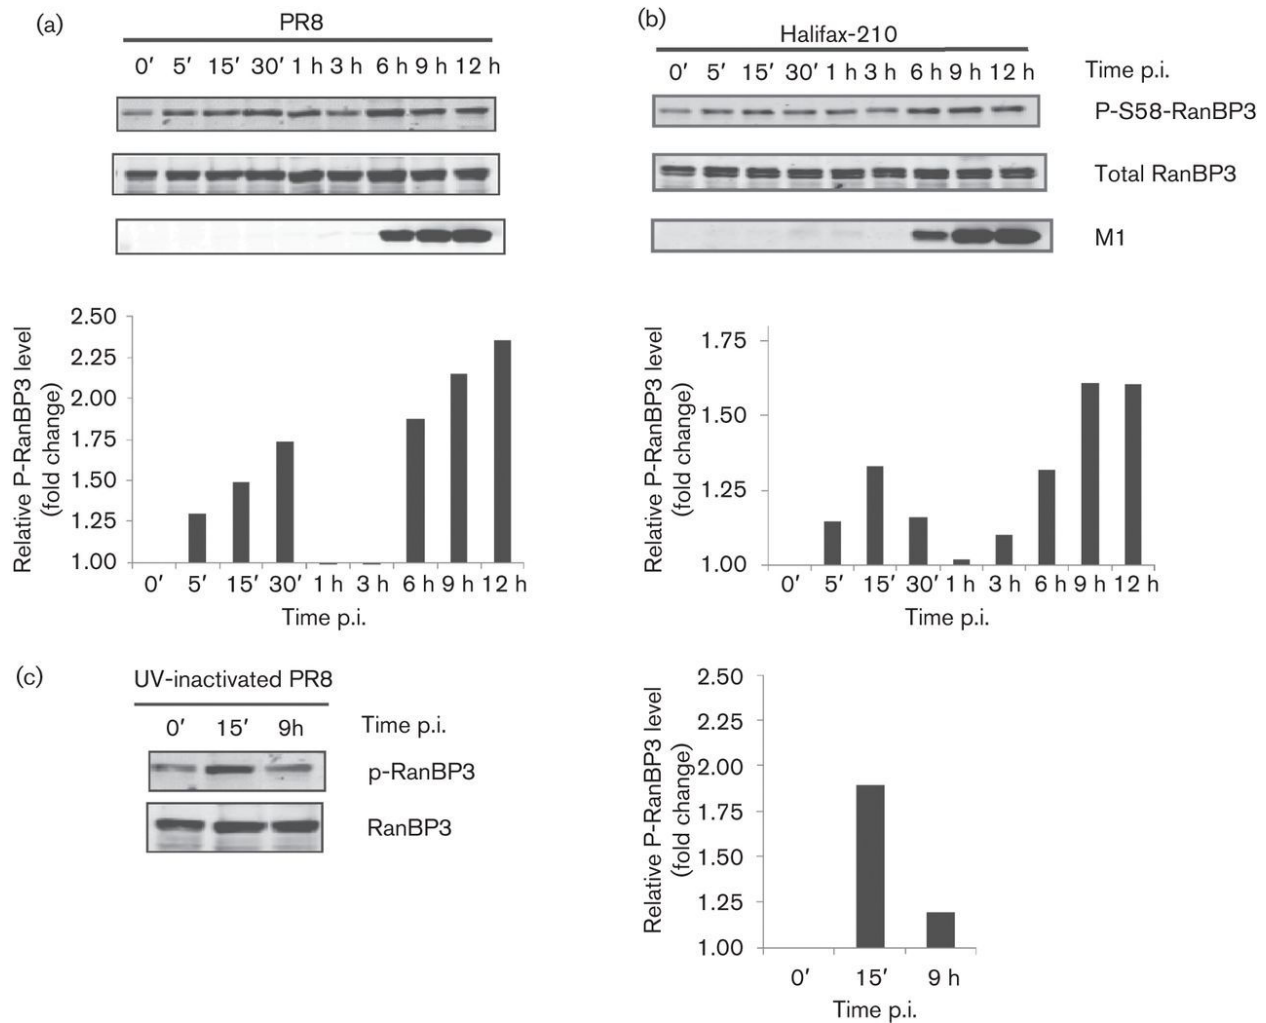 (a)
PR8
0′ 5′ 15′ 30′ 1 h 3 h 6 h 9 h 12 h
2.50
2.25
2.00
1.75
1.50
1.25
1.00
Relative P-RanBP3 level
(fold change)
0′ 5′ 15′ 30′ 1 h 3 h 6 h 9 h 12 h
Time p.i.
(b)
Halifax-210
0′ 5′ 15′ 30′ 1 h 3 h 6 h 9 h 12 h
Time p.i.
P-S58-RanBP3
Total RanBP3
M1
1.75
1.50
1.25
1.00
Relative P-RanBP3 level
(fold change)
0′ 5′ 15′ 30′ 1 h 3 h 6 h 9 h 12 h
Time p.i.
(c)
UV-inactivated PR8
0′ 15′ 9h
Time p.i.
p-RanBP3
RanBP3
2.50
2.25
2.00
1.75
1.50
1.25
1.00
Relative P-RanBP3 level
(fold change)
0′ 15′ 9 h
Time p.i.